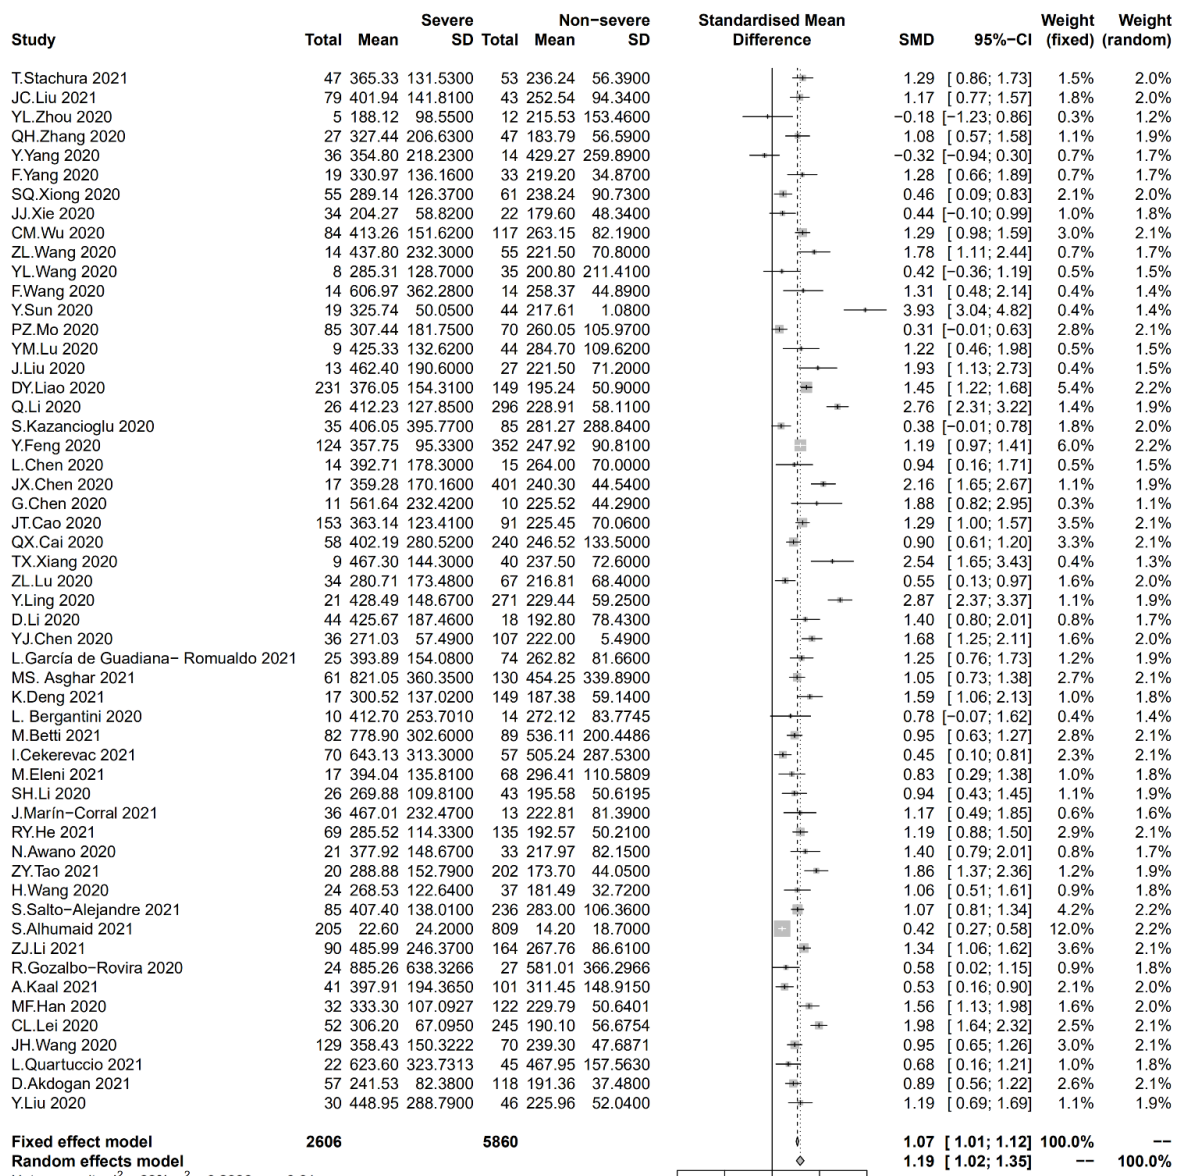 Severe Non−severe Standardised Mean Weight Weight
Study Total Mean SD Total Mean SD Difference SMD 95%−CI (fixed) (random)
T.Stachura 2021 47 365.33 131.5300 53 236.24 56.3900 1.29 [ 0.86; 1.73] 1.5% 2.0%
JC.Liu 2021 79 401.94 141.8100 43 252.54 94.3400 1.17 [ 0.77; 1.57] 1.8% 2.0%
YL.Zhou 2020 5 188.12 98.5500 12 215.53 153.4600 −0.18 [−1.23; 0.86] 0.3% 1.2%
QH.Zhang 2020 27 327.44 206.6300 47 183.79 56.5900 1.08 [ 0.57; 1.58] 1.1% 1.9%
Y.Yang 2020 36 354.80 218.2300 14 429.27 259.8900 −0.32 [−0.94; 0.30] 0.7% 1.7%
F.Yang 2020 19 330.97 136.1600 33 219.20 34.8700 1.28 [ 0.66; 1.89] 0.7% 1.7%
SQ.Xiong 2020 55 289.14 126.3700 61 238.24 90.7300 0.46 [ 0.09; 0.83] 2.1% 2.0%
JJ.Xie 2020 34 204.27 58.8200 22 179.60 48.3400 0.44 [−0.10; 0.99] 1.0% 1.8%
CM.Wu 2020 84 413.26 151.6200 117 263.15 82.1900 1.29 [ 0.98; 1.59] 3.0% 2.1%
ZL.Wang 2020 14 437.80 232.3000 55 221.50 70.8000 1.78 [ 1.11; 2.44] 0.7% 1.7%
YL.Wang 2020 8 285.31 128.7000 35 200.80 211.4100 0.42 [−0.36; 1.19] 0.5% 1.5%
F.Wang 2020 14 606.97 362.2800 14 258.37 44.8900 1.31 [ 0.48; 2.14] 0.4% 1.4%
Y.Sun 2020 19 325.74 50.0500 44 217.61 1.0800 3.93 [ 3.04; 4.82] 0.4% 1.4%
PZ.Mo 2020 85 307.44 181.7500 70 260.05 105.9700 0.31 [−0.01; 0.63] 2.8% 2.1%
YM.Lu 2020 9 425.33 132.6200 44 284.70 109.6200 1.22 [ 0.46; 1.98] 0.5% 1.5%
J.Liu 2020 13 462.40 190.6000 27 221.50 71.2000 1.93 [ 1.13; 2.73] 0.4% 1.5%
DY.Liao 2020 231 376.05 154.3100 149 195.24 50.9000 1.45 [ 1.22; 1.68] 5.4% 2.2%
Q.Li 2020 26 412.23 127.8500 296 228.91 58.1100 2.76 [ 2.31; 3.22] 1.4% 1.9%
S.Kazancioglu 2020 35 406.05 395.7700 85 281.27 288.8400 0.38 [−0.01; 0.78] 1.8% 2.0%
Y.Feng 2020 124 357.75 95.3300 352 247.92 90.8100 1.19 [ 0.97; 1.41] 6.0% 2.2%
L.Chen 2020 14 392.71 178.3000 15 264.00 70.0000 0.94 [ 0.16; 1.71] 0.5% 1.5%
JX.Chen 2020 17 359.28 170.1600 401 240.30 44.5400 2.16 [ 1.65; 2.67] 1.1% 1.9%
G.Chen 2020 11 561.64 232.4200 10 225.52 44.2900 1.88 [ 0.82; 2.95] 0.3% 1.1%
JT.Cao 2020 153 363.14 123.4100 91 225.45 70.0600 1.29 [ 1.00; 1.57] 3.5% 2.1%
QX.Cai 2020 58 402.19 280.5200 240 246.52 133.5000 0.90 [ 0.61; 1.20] 3.3% 2.1%
TX.Xiang 2020 9 467.30 144.3000 40 237.50 72.6000 2.54 [ 1.65; 3.43] 0.4% 1.3%
ZL.Lu 2020 34 280.71 173.4800 67 216.81 68.4000 0.55 [ 0.13; 0.97] 1.6% 2.0%
Y.Ling 2020 21 428.49 148.6700 271 229.44 59.2500 2.87 [ 2.37; 3.37] 1.1% 1.9%
D.Li 2020 44 425.67 187.4600 18 192.80 78.4300 1.40 [ 0.80; 2.01] 0.8% 1.7%
YJ.Chen 2020 36 271.03 57.4900 107 222.00 5.4900 1.68 [ 1.25; 2.11] 1.6% 2.0%
L.García de Guadiana− Romualdo 2021 25 393.89 154.0800 74 262.82 81.6600 1.25 [ 0.76; 1.73] 1.2% 1.9%
MS. Asghar 2021 61 821.05 360.3500 130 454.25 339.8900 1.05 [ 0.73; 1.38] 2.7% 2.1%
K.Deng 2021 17 300.52 137.0200 149 187.38 59.1400 1.59 [ 1.06; 2.13] 1.0% 1.8%
L. Bergantini 2020 10 412.70 253.7010 14 272.12 83.7745 0.78 [−0.07; 1.62] 0.4% 1.4%
M.Betti 2021 82 778.90 302.6000 89 536.11 200.4486 0.95 [ 0.63; 1.27] 2.9% 2.1%
I.Cekerevac 2021 70 643.13 313.3000 57 505.24 287.5300 0.45 [ 0.10; 0.81] 2.3% 2.1%
M.Eleni 2021 17 394.04 135.8100 68 296.41 110.5809 0.83 [ 0.29; 1.38] 1.0% 1.8%
SH.Li 2020 26 269.88 109.8100 43 195.58 50.6195 0.94 [ 0.43; 1.45] 1.1% 1.9%
J.Marín−Corral 2021 36 467.01 232.4700 13 222.81 81.3900 1.17 [ 0.49; 1.85] 0.6% 1.6%
RY.He 2021 69 285.52 114.3300 135 192.57 50.2100 1.19 [ 0.88; 1.50] 2.9% 2.1%
N.Awano 2020 21 377.92 148.6700 33 217.97 82.1500 1.40 [ 0.79; 2.01] 0.8% 1.7%
ZY.Tao 2021 20 288.88 152.7900 202 173.70 44.0500 1.86 [ 1.37; 2.36] 1.2% 1.9%
H.Wang 2020 24 268.53 122.6400 37 181.49 32.7200 1.06 [ 0.51; 1.61] 0.9% 1.8%
S.Salto−Alejandre 2021 85 407.40 138.0100 236 283.00 106.3600 1.07 [ 0.81; 1.34] 4.2% 2.2%
S.Alhumaid 2021 205 22.60 24.2000 809 14.20 18.7000 0.42 [ 0.27; 0.58] 12.0% 2.2%
ZJ.Li 2021 90 485.99 246.3700 164 267.76 86.6100 1.34 [ 1.06; 1.62] 3.6% 2.1%
R.Gozalbo−Rovira 2020 24 885.26 638.3266 27 581.01 366.2966 0.58 [ 0.02; 1.15] 0.9% 1.8%
A.Kaal 2021 41 397.91 194.3650 101 311.45 148.9150 0.53 [ 0.16; 0.90] 2.1% 2.0%
MF.Han 2020 32 333.30 107.0927 122 229.79 50.6401 1.56 [ 1.13; 1.98] 1.6% 2.0%
CL.Lei 2020 52 306.20 67.0950 245 190.10 56.6754 1.98 [ 1.64; 2.32] 2.5% 2.1%
JH.Wang 2020 129 358.43 150.3222 70 239.30 47.6871 0.95 [ 0.65; 1.26] 3.0% 2.1%
L.Quartuccio 2021 22 623.60 323.7313 45 467.95 157.5630 0.68 [ 0.16; 1.21] 1.0% 1.8%
D.Akdogan 2021 57 241.53 82.3800 118 191.36 37.4800 0.89 [ 0.56; 1.22] 2.6% 2.1%
Y.Liu 2020 30 448.95 288.7900 46 225.96 52.0400 1.19 [ 0.69; 1.69] 1.1% 1.9%
Fixed effect model 2606 5860 1.07 [ 1.01; 1.12] 100.0% −−
Random effects model 1.19 [ 1.02; 1.35] −− 100.0%